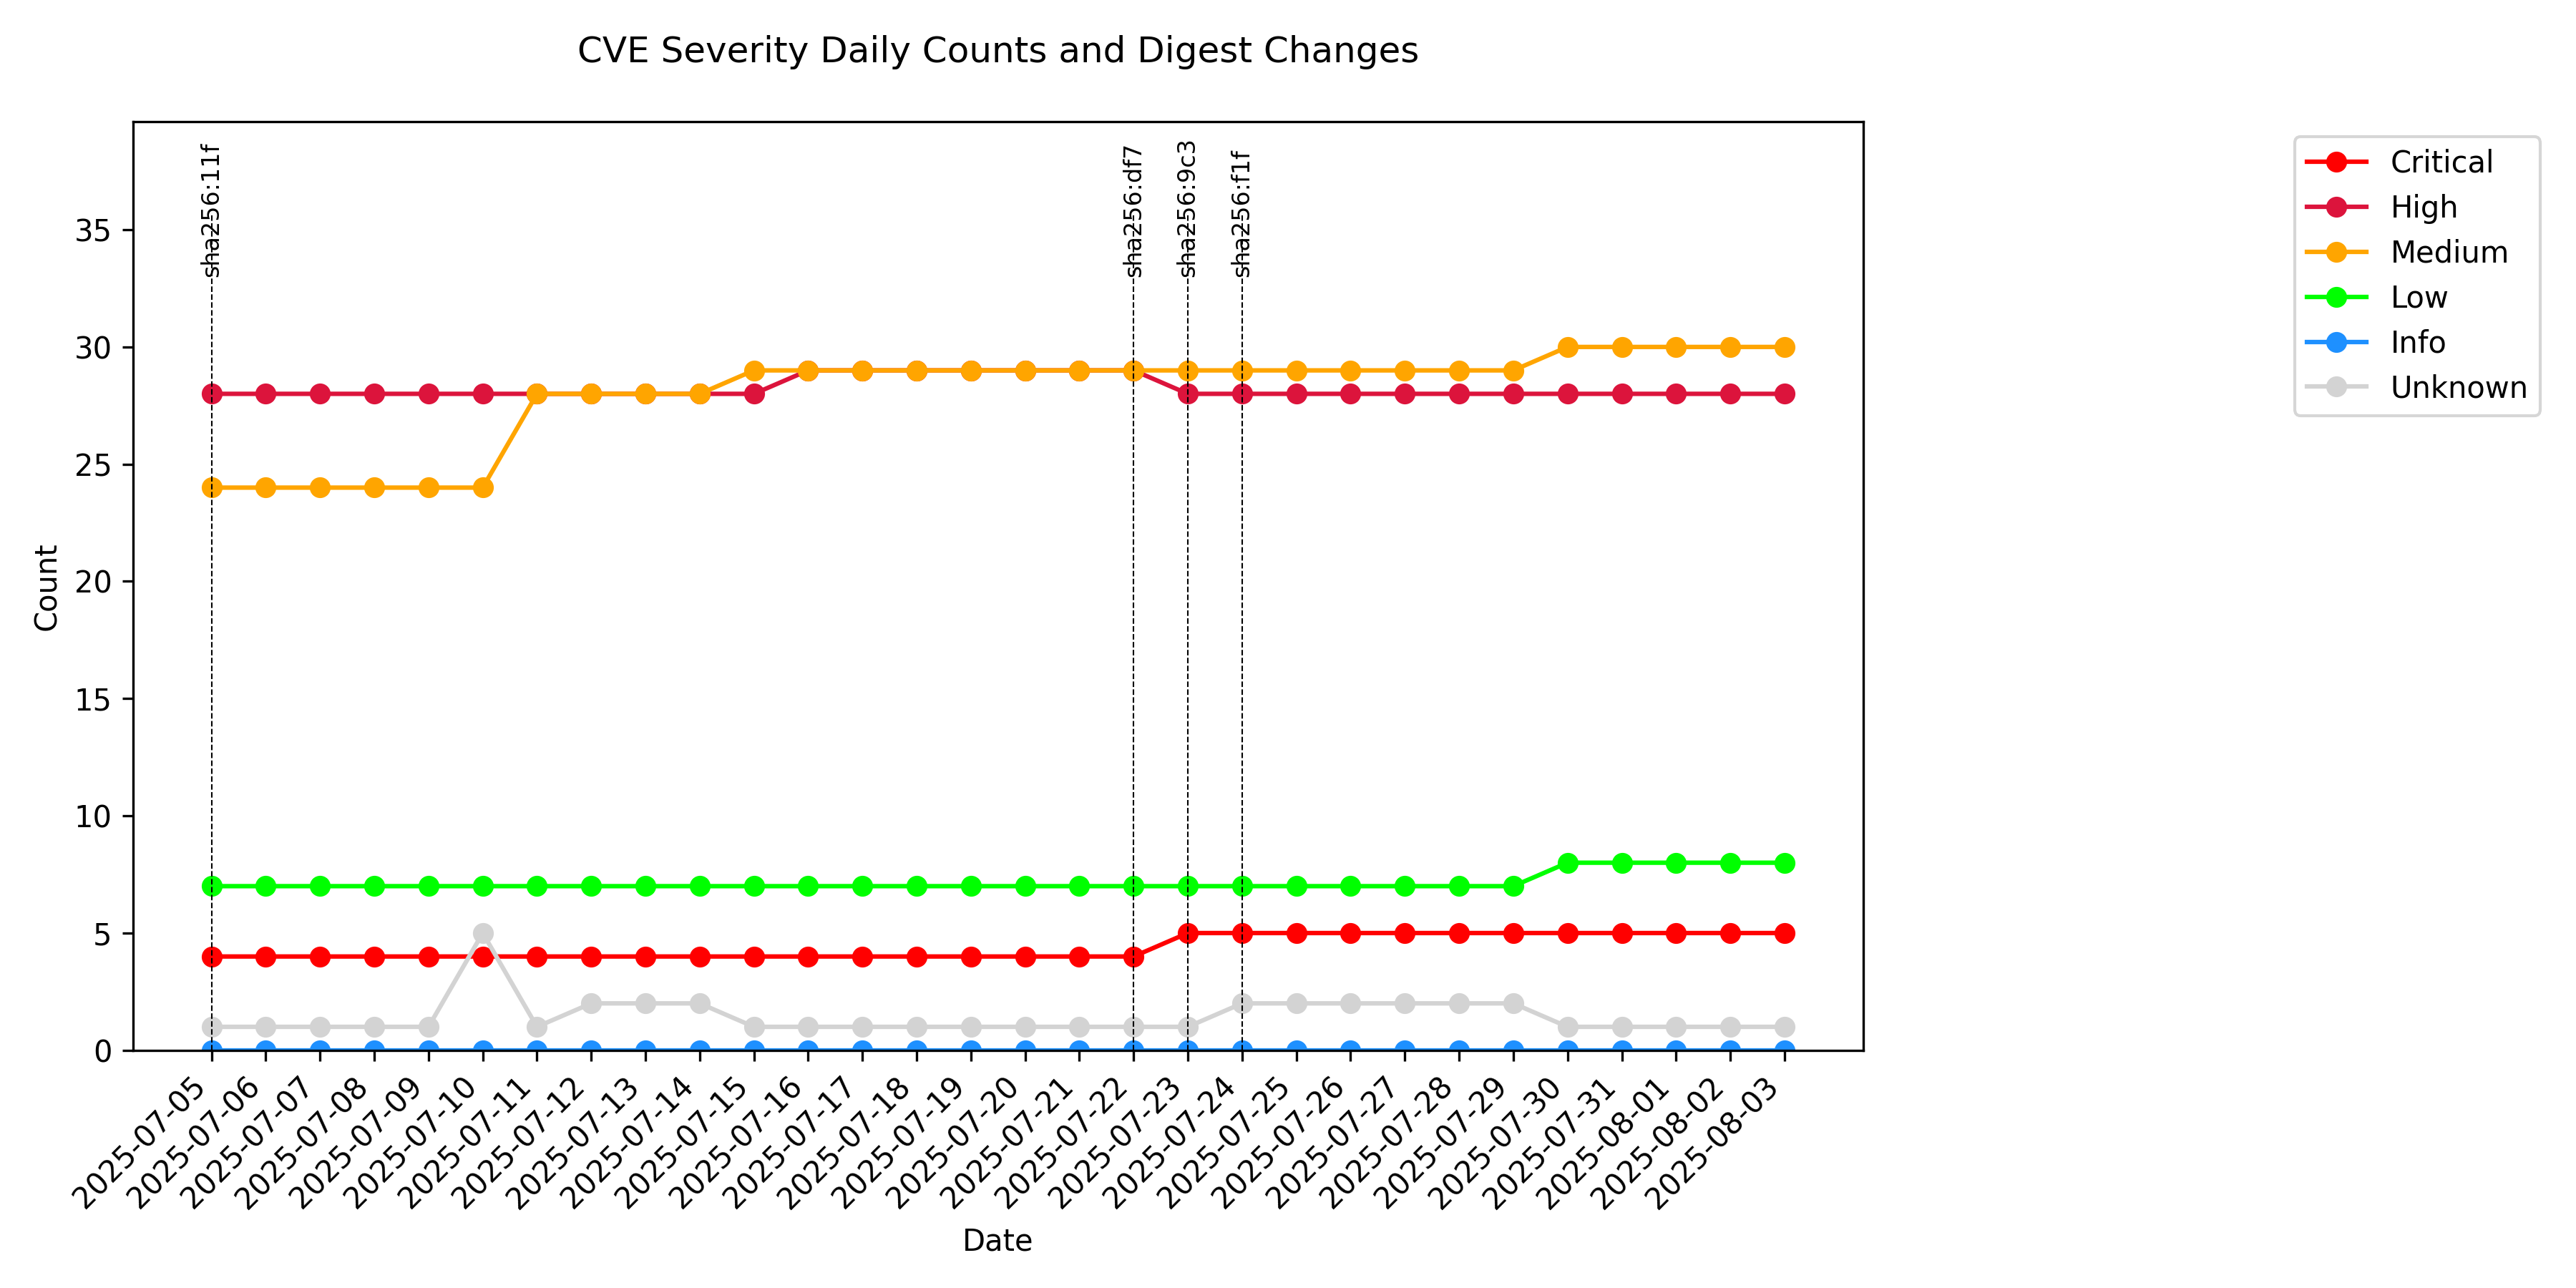 CVE Severity Daily Counts and Digest Changes
sha256:11f
sha256:df7
sha256:9c3
sha256:f1f
Critical
High
Medium
Low
Info
Unknown
Count
35
30
25
20
15
10
5
0
2025-07-05
2025-07-06
2025-07-07
2025-07-08
2025-07-09
2025-07-10
2025-07-11
2025-07-12
2025-07-13
2025-07-14
2025-07-15
2025-07-16
2025-07-17
2025-07-18
2025-07-19
2025-07-20
2025-07-21
2025-07-22
2025-07-23
2025-07-24
2025-07-25
2025-07-26
2025-07-27
2025-07-28
2025-07-29
2025-07-30
2025-07-31
2025-08-01
2025-08-02
2025-08-03
Date